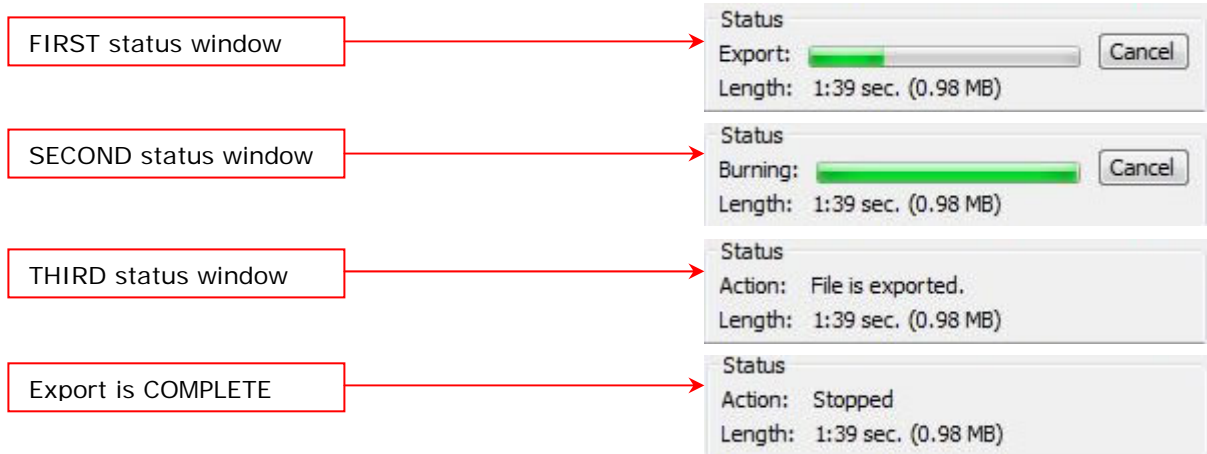 FIRST status window
Status
Export: Cancel
Length: 1:39 sec. (0.98 MB)
SECOND status window
Status
Burning: Cancel
Length: 1:39 sec. (0.98 MB)
THIRD status window
Status
Action: File is exported.
Length: 1:39 sec. (0.98 MB)
Export is COMPLETE
Status
Action: Stopped
Length: 1:39 sec. (0.98 MB)